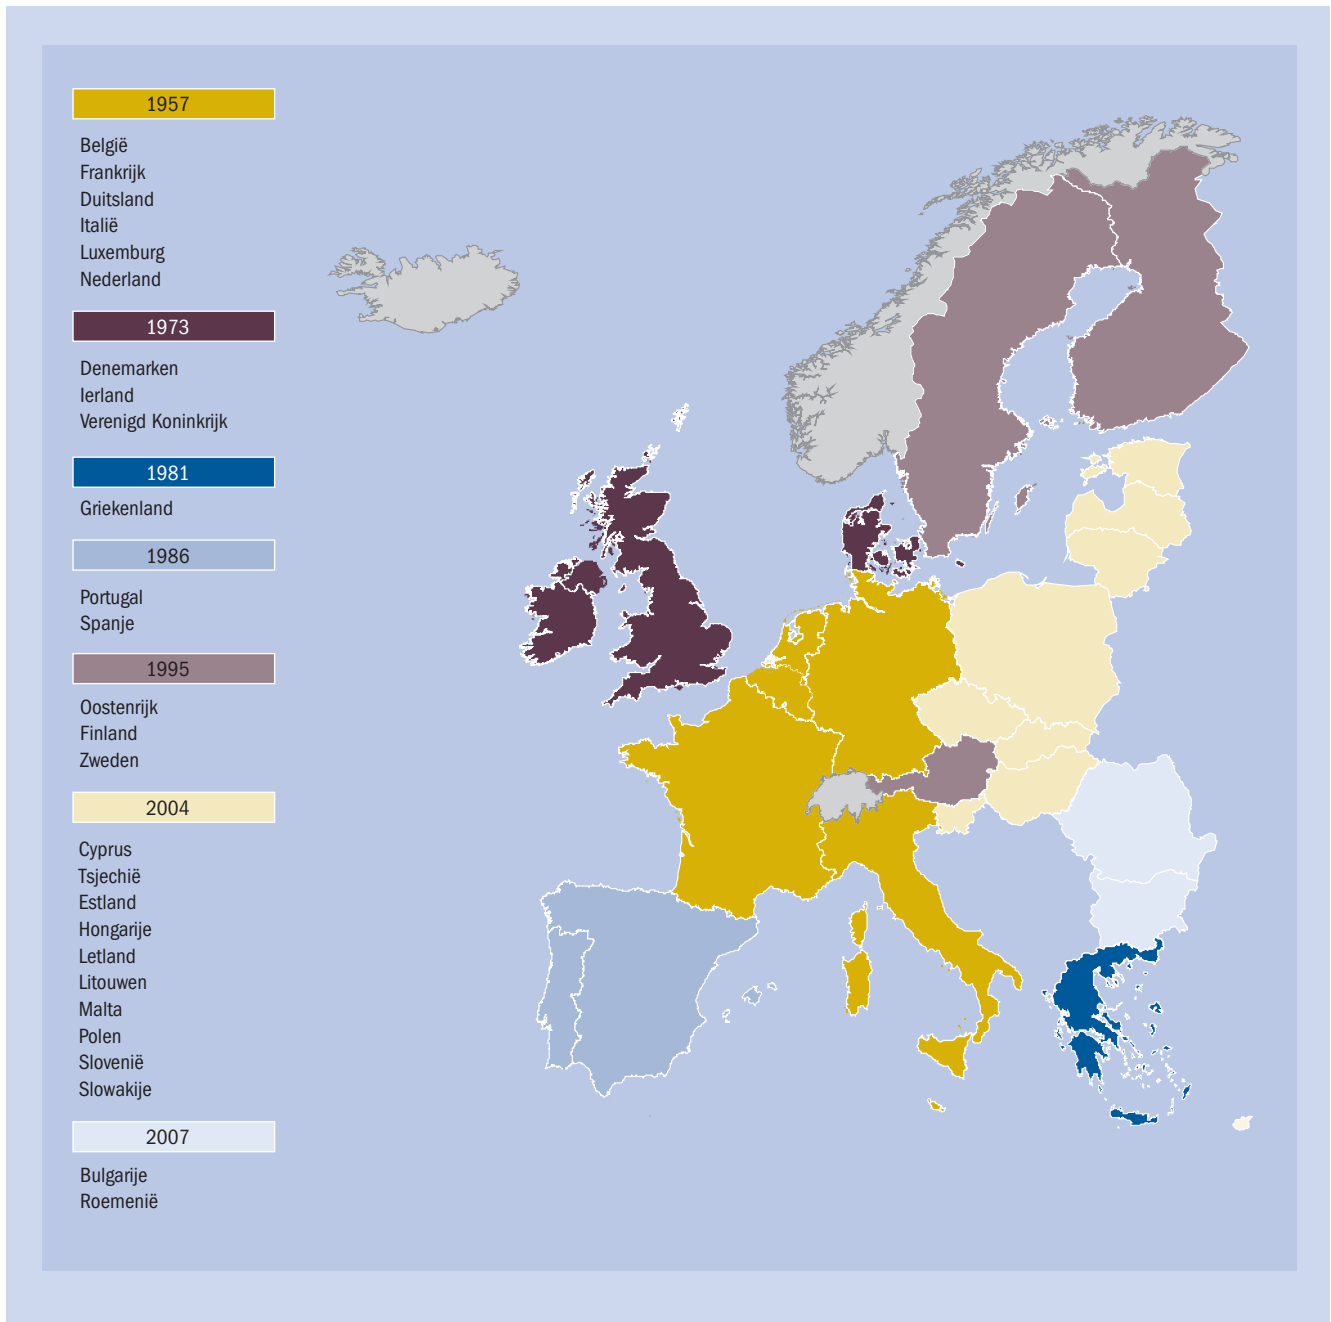 1957
België
Frankrijk
Duitsland
Italië
Luxemburg
Nederland
1973
Denemarken
Ierland
Verenigd Koninkrijk
1981
Griekenland
1986
Portugal
Spanje
1995
Oostenrijk
Finland
Zweden
2004
Cyprus
Tsjechië
Estland
Hongarije
Letland
Litouwen
Malta
Polen
Slovenië
Slowakije
2007
Bulgarije
Roemenië